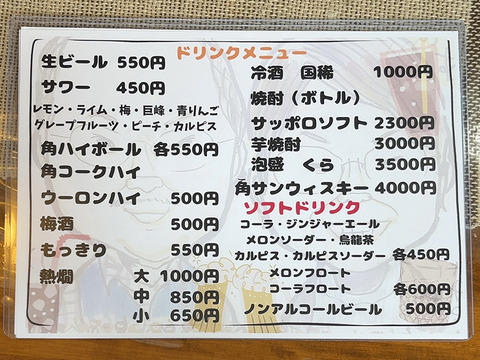 ドリンクメニュー
生ビール 550円
サワー 450円
レモン・ライム・梅・巨峰・青りんご
グレープフルーツ・ピーチ・カルピス
角ハイボール 各550円
角コークハイ
ウーロンハイ 500円
梅酒 500円
もっきり 550円
熱燗 大 1000円
中 850円
小 650円
冷酒 国稀 1000円
焼酎（ボトル）
サッポロソフト 2300円
芋焼酎 3000円
泡盛 くら 3500円
角サンウィスキー 4000円
ソフトドリンク
コーラ・ジンジャーエール
メロンソーダー・烏龍茶
カルピス・カルピスソーダー 各450円
メロンフロート
コーラフロート 各600円
ノンアルコールビール 500円